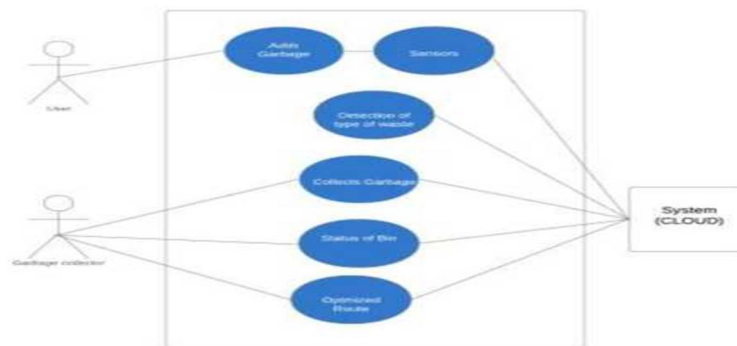 Adds
Garbage
Sensors
User
Detection of
type of waste
Collects Garbage
System
(CLOUD)
Status of Bin
Garbage collector
Optimized
Route